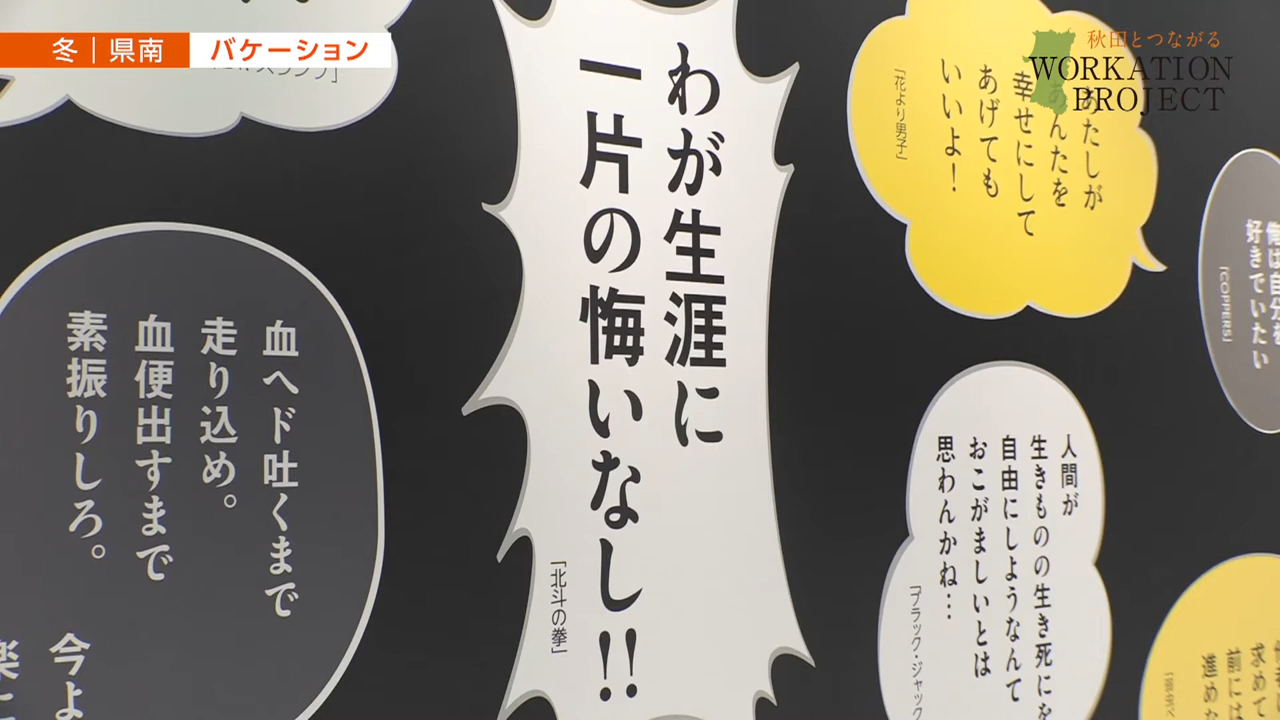 冬｜県南
バケーション
秋田とつながる
WORKATION
PROJECT
わが生涯に
一片の悔いなし!!
「北斗の拳」
あたしが
あんたを
幸せにして
あげても
いいよ！
「花より男子」
好きでいたい
「COPPERS」
人間が
生きものの生き死にを
自由にしようなんて
おこがましいとは
思わんかね…
「ブラック・ジャック
血ヘド吐くまで
走り込め。
血便出すまで
素振りしろ。
今よ
楽に
求めて
前には
進め